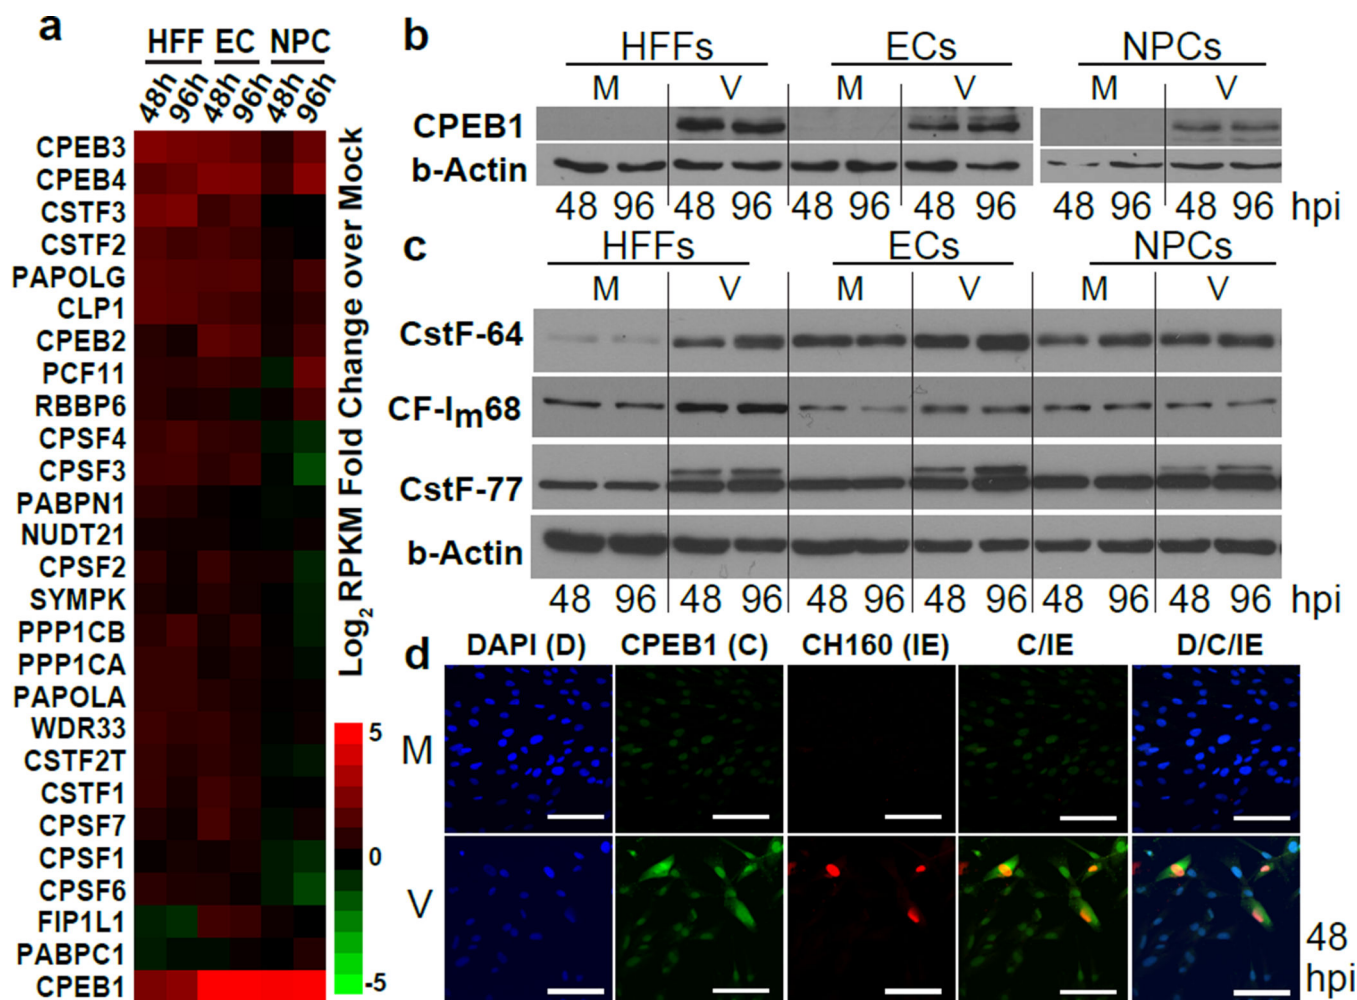 a
HFF EC NPC
48h 96h 48h 96h 48h 96h
CPEB3
CPEB4
CSTF3
CSTF2
PAPOLG
CLP1
CPEB2
PCF11
RBBP6
CPSF4
CPSF3
PABPN1
NUDT21
CPSF2
SYMPK
PPP1CB
PPP1CA
PAPOLA
WDR33
CSTF2T
CSTF1
CPSF7
CPSF1
CPSF6
FIP1L1
PABPC1
CPEB1
Log2 RPKM Fold Change over Mock
5
0
-5
b
HFFs ECs NPCs
M V M V M V
CPEB1
b-Actin
48 96 48 96 48 96 48 96 48 96 48 96 hpi
c
HFFs ECs NPCs
M V M V M V
CstF-64
CF-Im68
CstF-77
b-Actin
48 96 48 96 48 96 48 96 48 96 48 96 hpi
d
DAPI (D) CPEB1 (C) CH160 (IE) C/IE D/C/IE
M
V
48
hpi